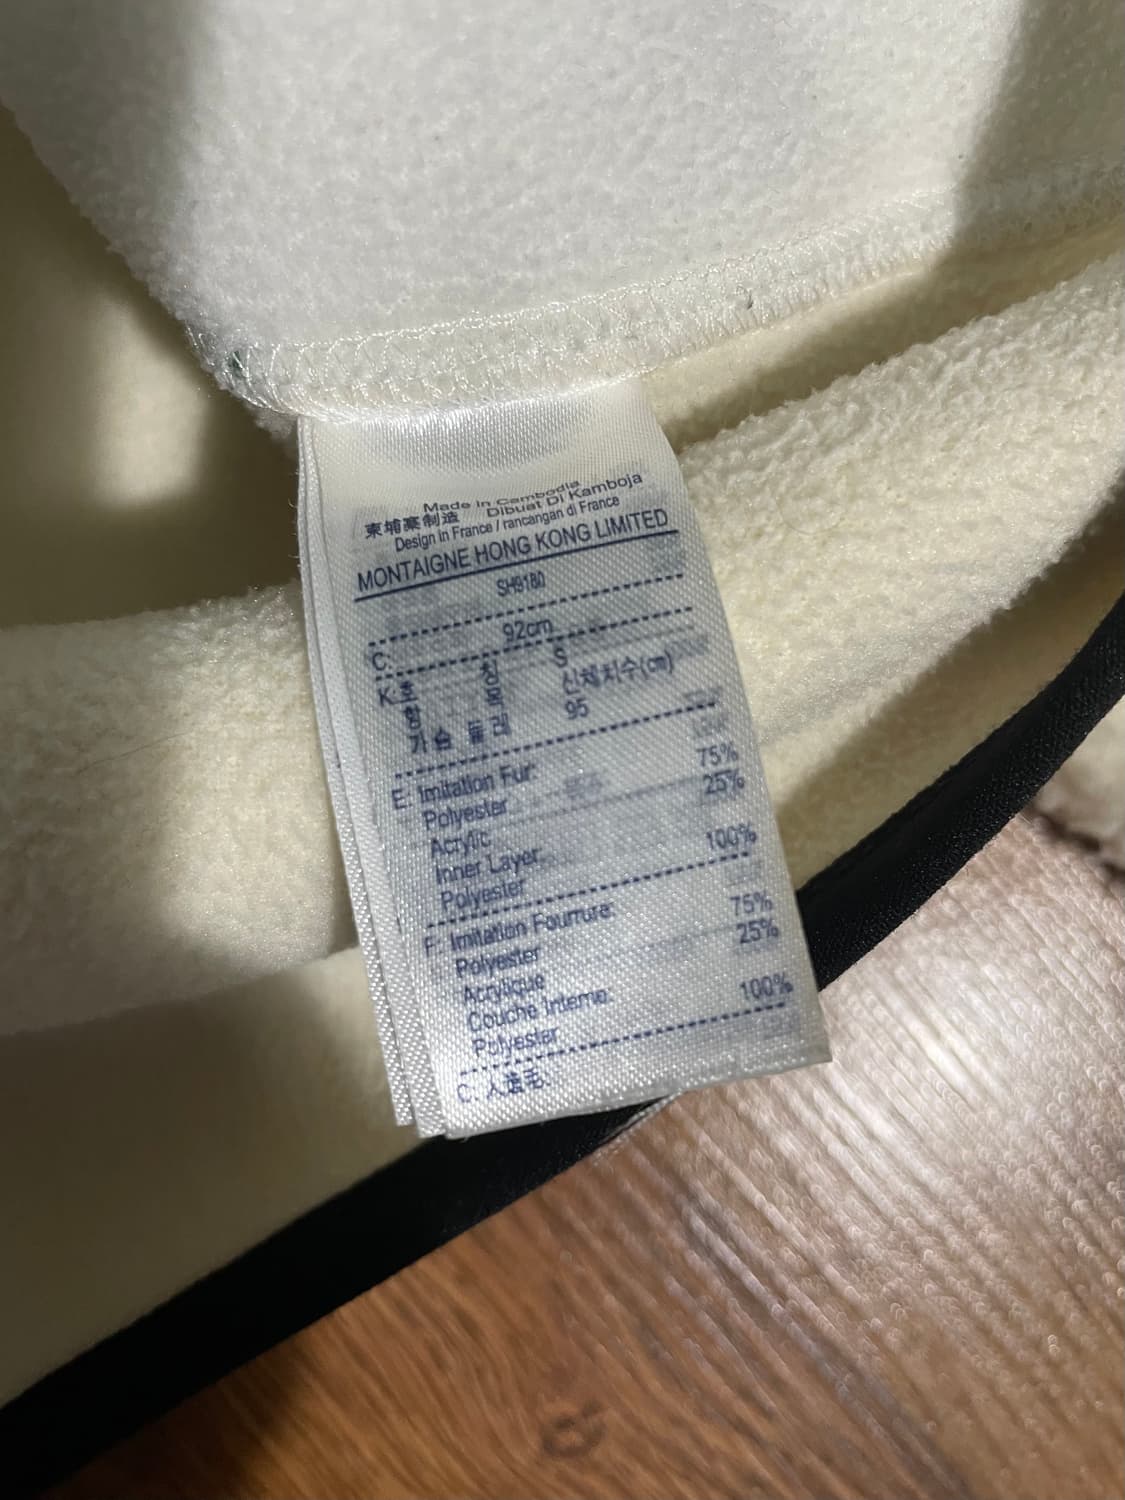 Made in Cambodia
柬埔寨制造 Dibuat Di Kamboja
Design in France / rancangan di France
MONTAIGNE HONG KONG LIMITED
SH9180
92cm
C:
K: 호 칭 S
신체치수(cm)
가슴 둘레 95
E: Imitation Fur:
Polyester 75%
Acrylic 25%
Inner Layer:
Polyester 100%
F: Imitation Fourrure:
Polyester 75%
Acrylique 25%
Couche Interne:
Polyester 100%
C: 人造毛: